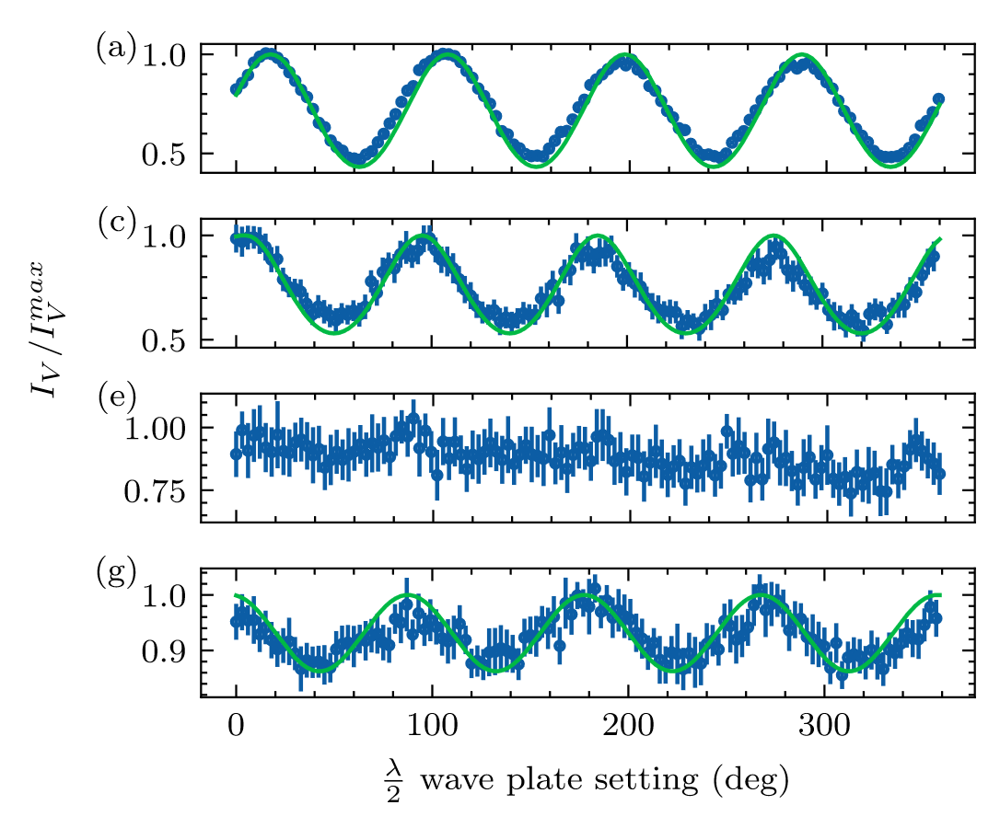 (a)
1.0
0.5
(c)
1.0
0.5
I_V/I_V^{max}
(e)
1.00
0.75
(g)
1.0
0.9
0 100 200 300
λ/2 wave plate setting (deg)